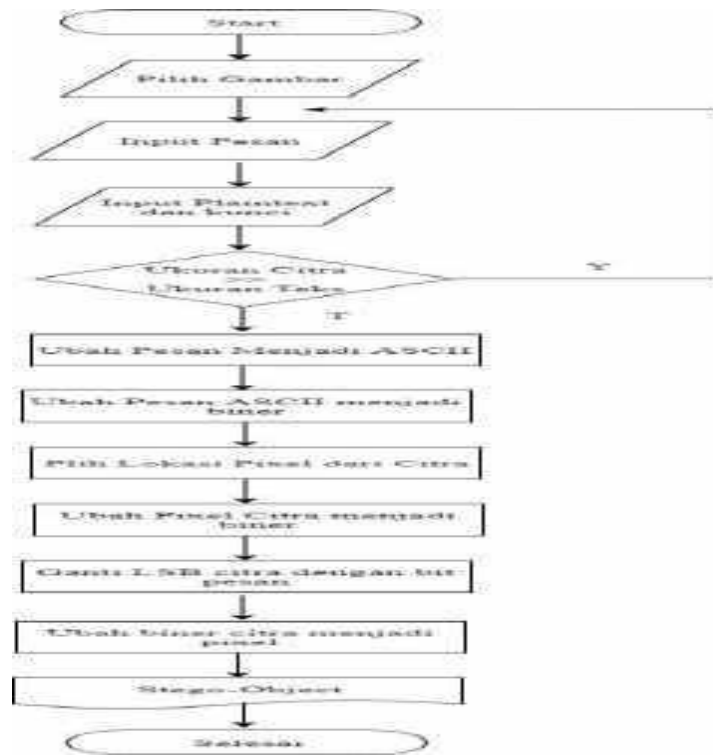 Start
Pilih Gambar
Input Pesan
Input Plaintext
dan kunci
Ukuran Citra
>=
Ukuran Teks
Y
T
Ubah Pesan Menjadi ASCII
Ubah Pesan ASCII menjadi
biner
Pilih Lokasi Pixel dari Citra
Ubah Pixel Citra menjadi
biner
Ganti LSB citra dengan bit
pesan
Ubah biner citra menjadi
pixel
Stego-Object
Selesai